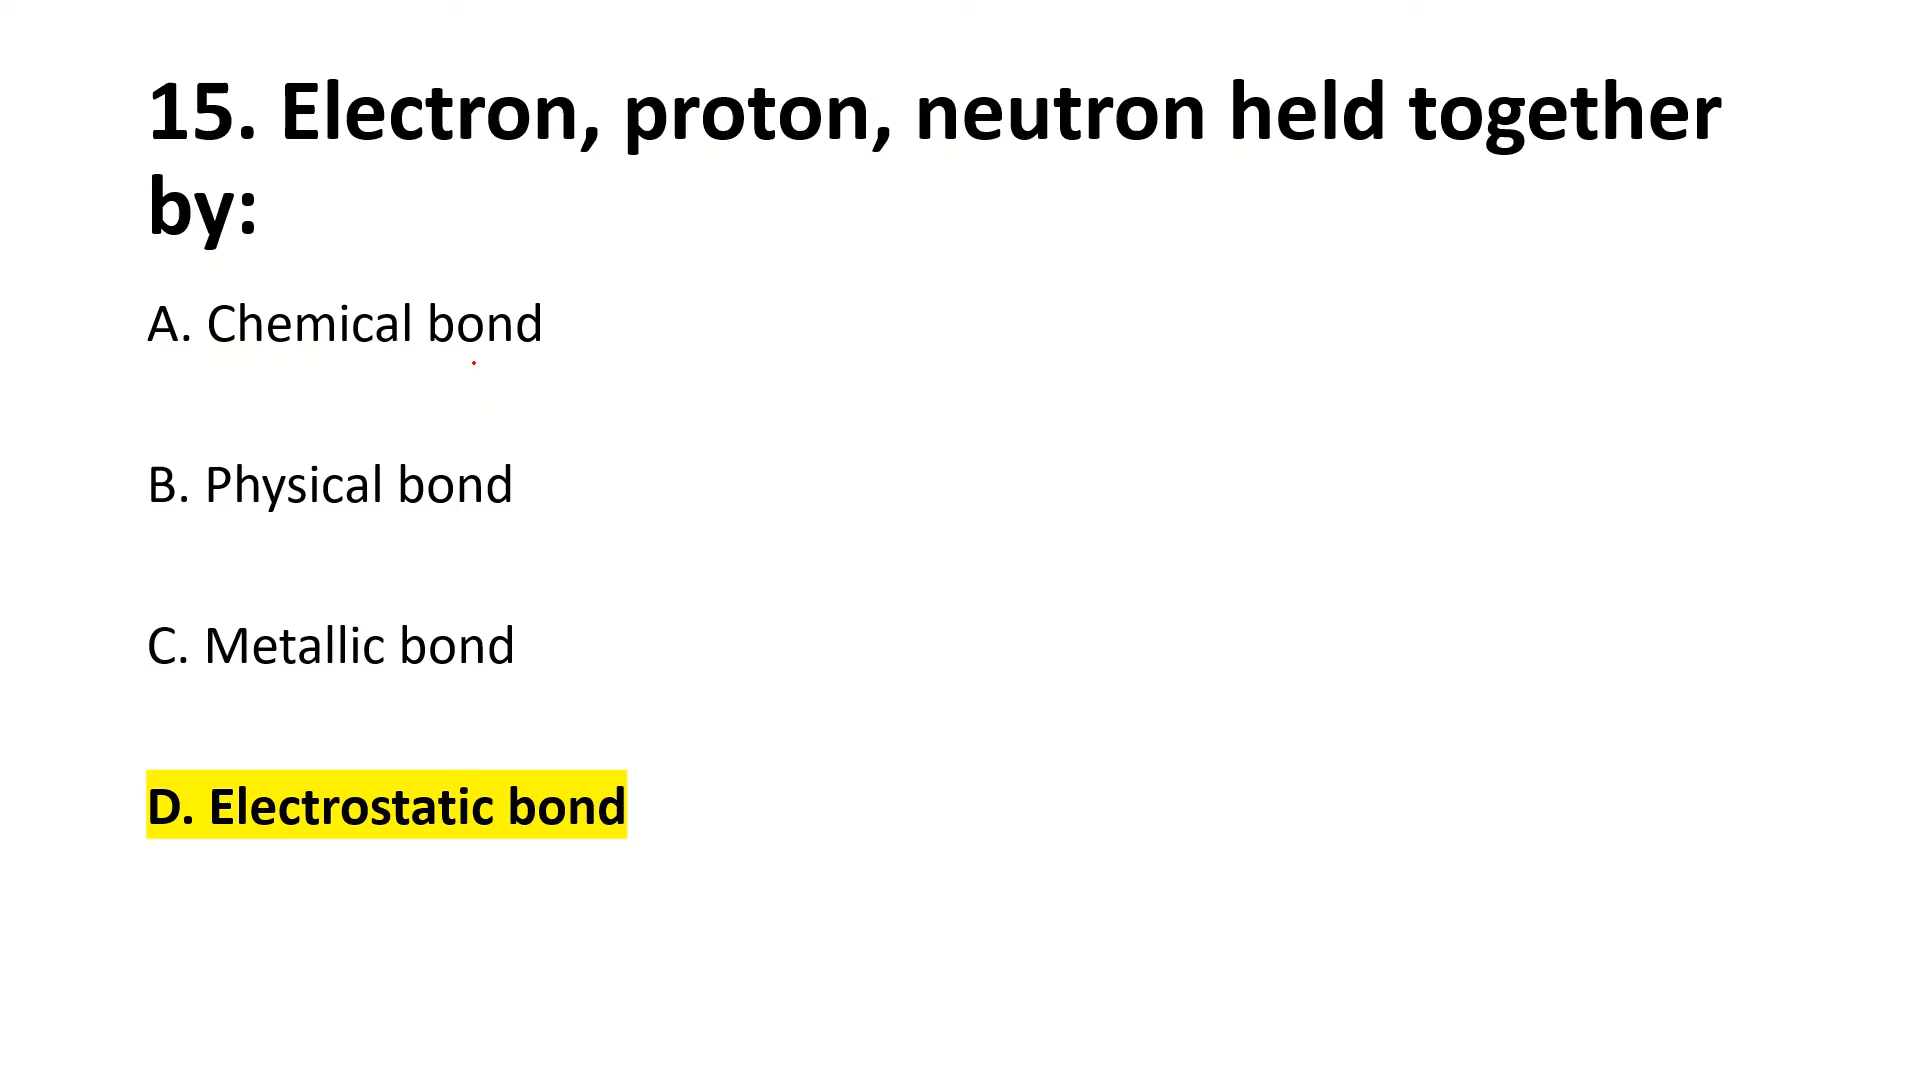 15. Electron, proton, neutron held together
by:
A. Chemical bond
B. Physical bond
C. Metallic bond
D. Electrostatic bond